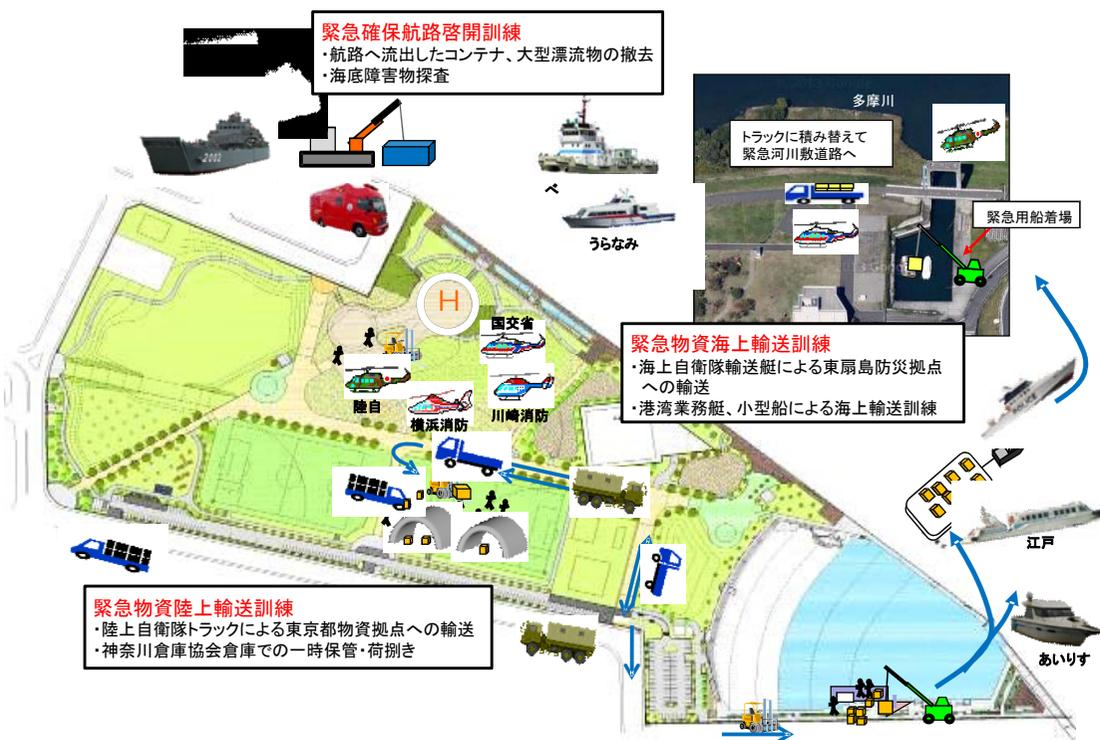 緊急確保航路啓開訓練
・航路へ流出したコンテナ、大型漂流物の撤去
・海底障害物探査
2002
べ
うらなみ
多摩川
トラックに積み替えて
緊急河川敷道路へ
緊急用船着場
H
国交省
陸自
横浜消防
川崎消防
緊急物資海上輸送訓練
・海上自衛隊輸送艇による東扇島防災拠点
への輸送
・港湾業務艇、小型船による海上輸送訓練
POLICE
江戸
あいりす
緊急物資陸上輸送訓練
・陸上自衛隊トラックによる東京都物資拠点への輸送
・神奈川倉庫協会倉庫での一時保管・荷捌き